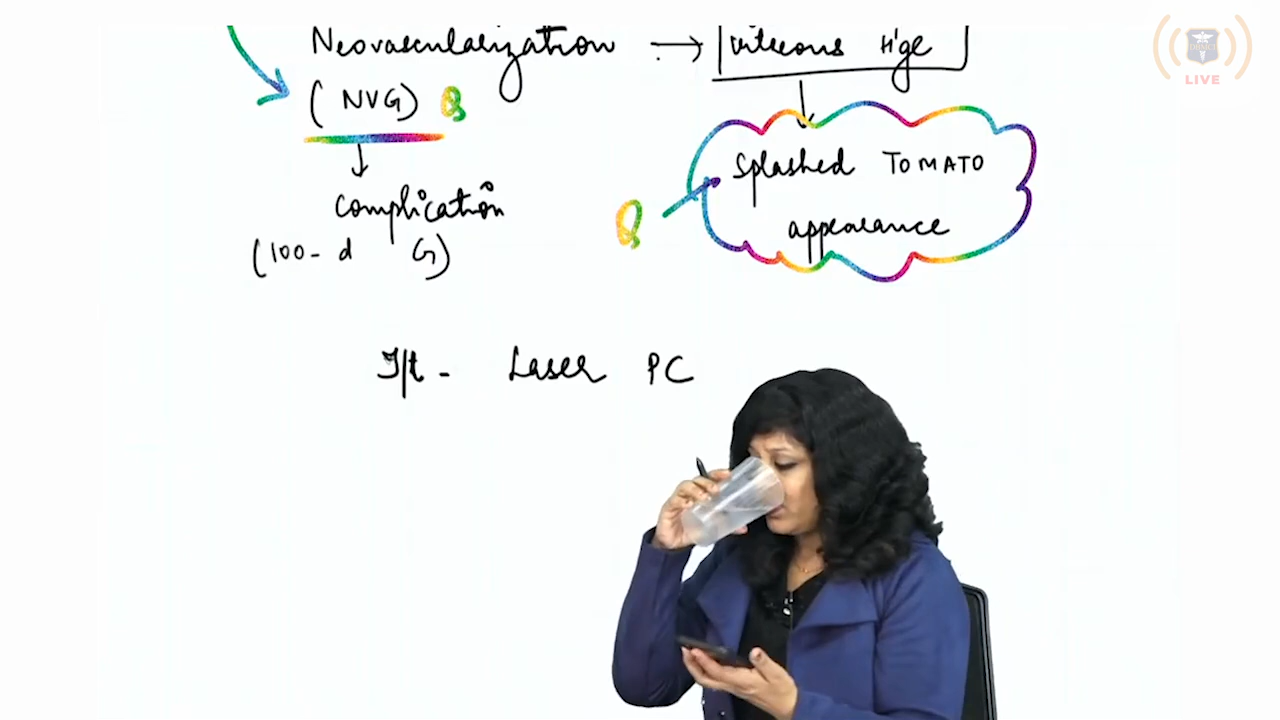 Neovascularization → vitreous H'ge
(NVG) Q
Splashed TOMATO
appearance
Q
complication
(100-d G)
T/t - Laser PC
LIVE